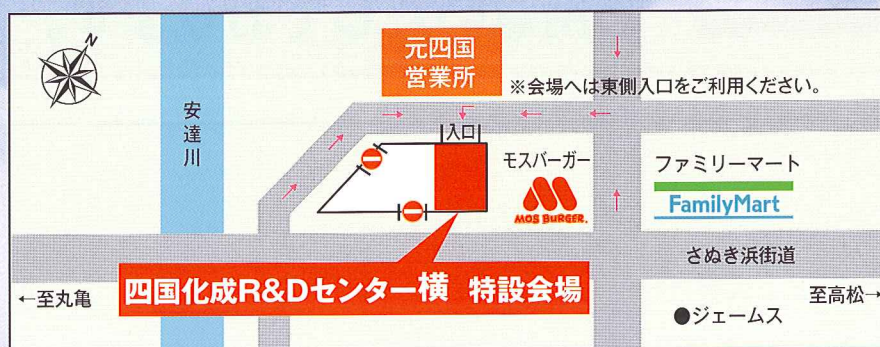 N
元四国
営業所
※会場へは東側入口をご利用ください。
安達川
入口
モスバーガー
MOS BURGER.
ファミリーマート
FamilyMart
さぬき浜街道
四国化成R&Dセンター横 特設会場
←至丸亀
至高松→
●ジェームス